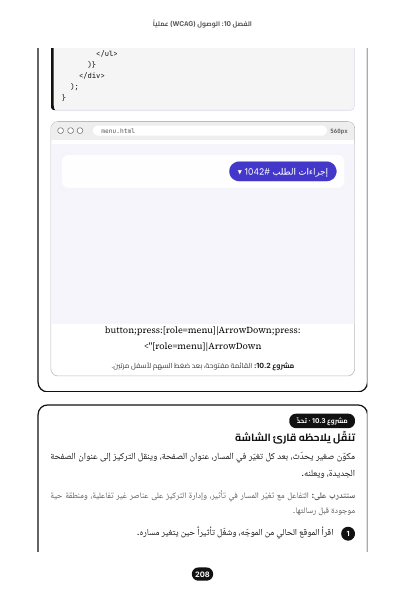 الفصل 10: الوصول (WCAG) عملياً
</ul>
)}
</div>
);
}
menu.html
560px
إجراءات الطلب #1042 ▾
button;press:[role=menu]|ArrowDown;press:
<"[role=menu]|ArrowDown
مشروع 10.2: القائمة مفتوحة، بعد ضغط السهم لأسفل مرتين.
مشروع 10.3 · تحدٍّ
تنقّل يلاحظه قارئ الشاشة
مكوّن صغير يحدّث، بعد كل تغيّر في المسار، عنوان الصفحة، وينقل التركيز إلى عنوان الصفحة
الجديدة، ويعلنه.
ستتدرب على: التفاعل مع تغيّر المسار في تأثير، وإدارة التركيز على عناصر غير تفاعلية، ومنطقة حية
موجودة قبل رسالتها.
1 اقرأ الموقع الحالي من الموجّه، وشغّل تأثيراً حين يتغير مساره.
208